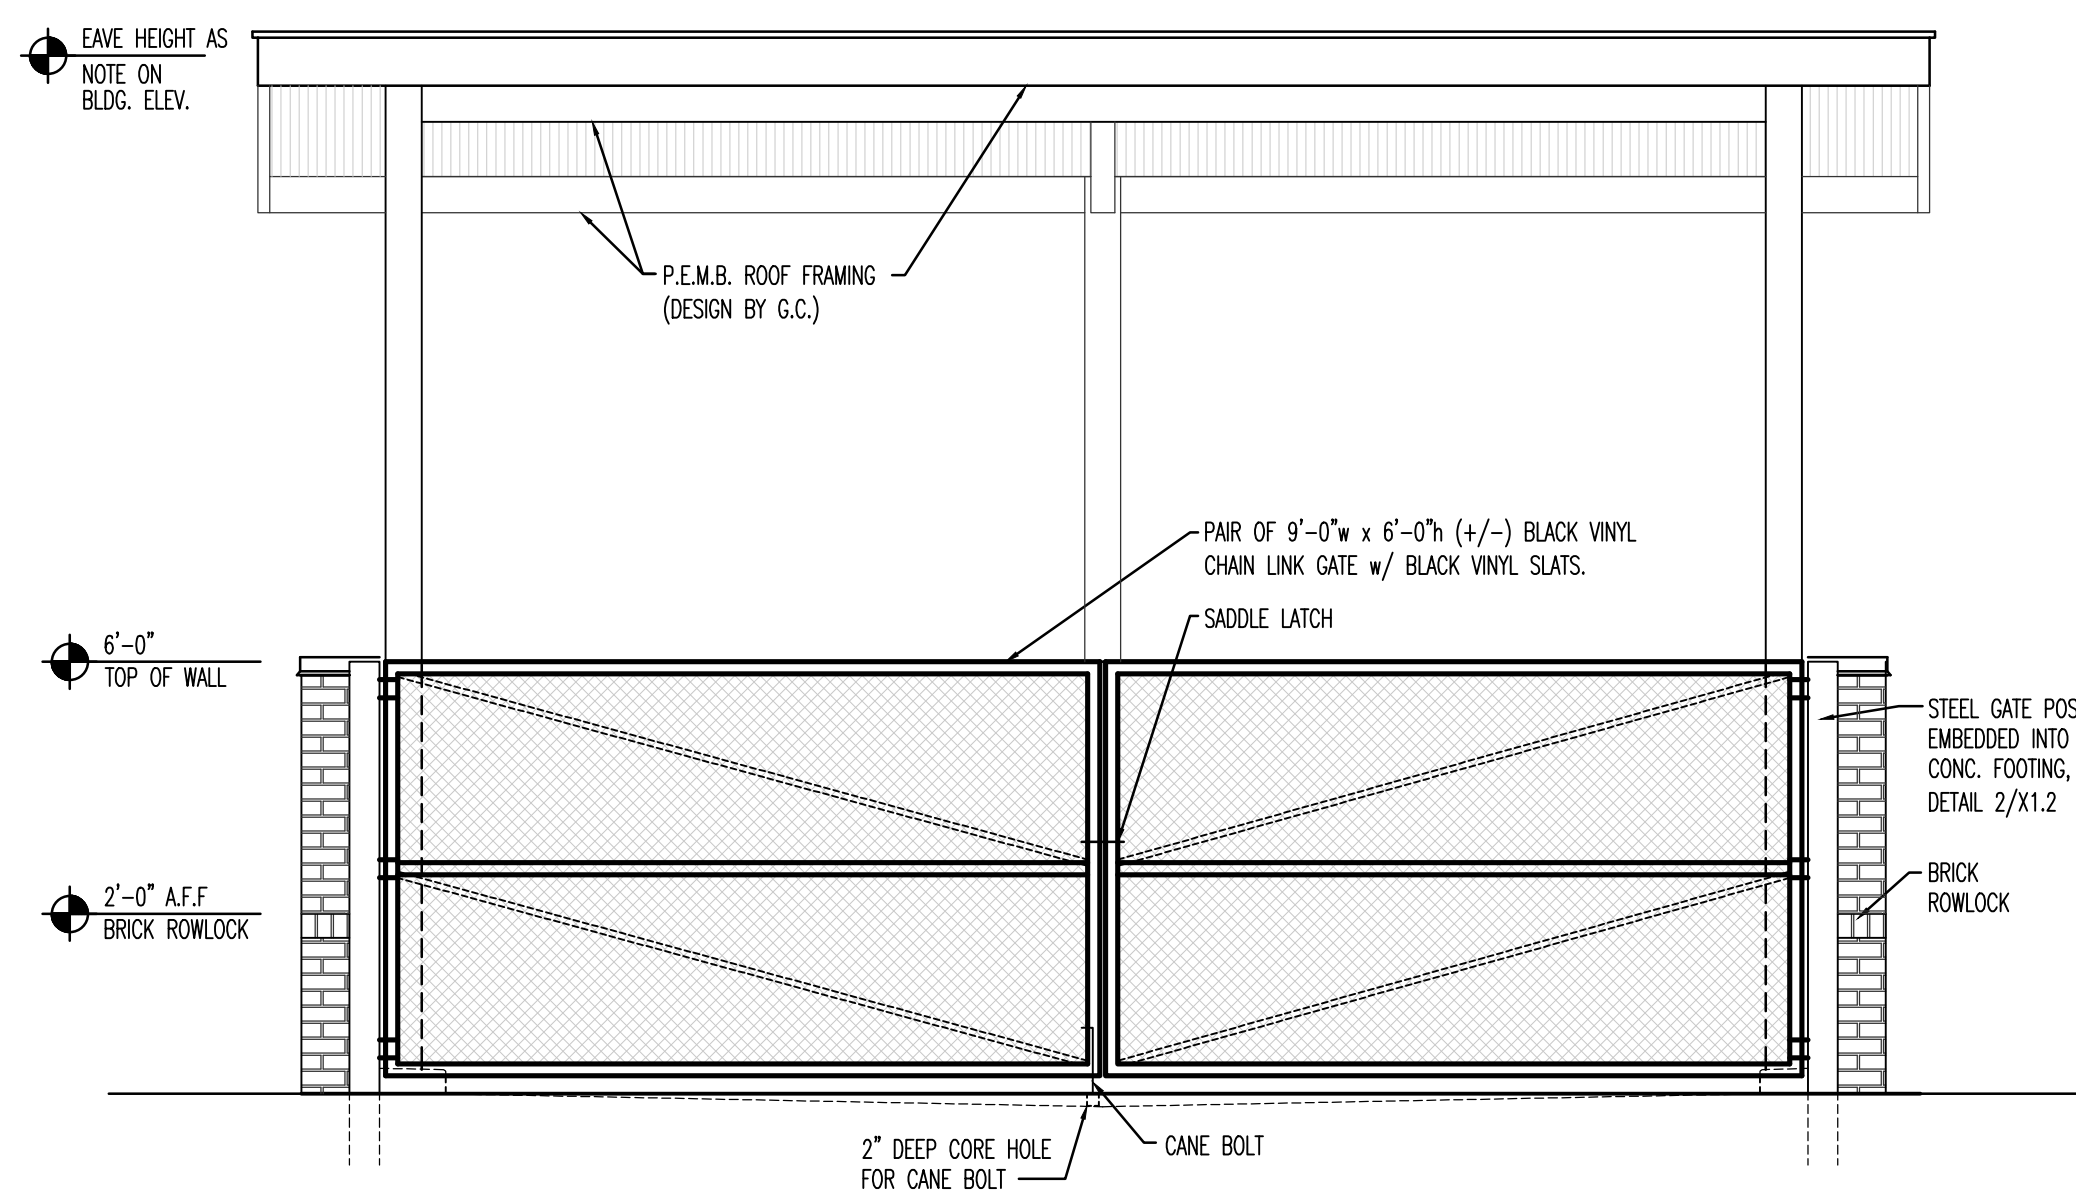 EAVE HEIGHT AS
NOTE ON
BLDG. ELEV.
P.E.M.B. ROOF FRAMING
(DESIGN BY G.C.)
PAIR OF 9'-0"w x 6'-0"h (+/-) BLACK VINYL
CHAIN LINK GATE w/ BLACK VINYL SLATS.
SADDLE LATCH
6'-0"
TOP OF WALL
STEEL GATE POS
EMBEDDED INTO
CONC. FOOTING,
DETAIL 2/X1.2
2'-0" A.F.F
BRICK ROWLOCK
BRICK
ROWLOCK
2" DEEP CORE HOLE
FOR CANE BOLT
CANE BOLT